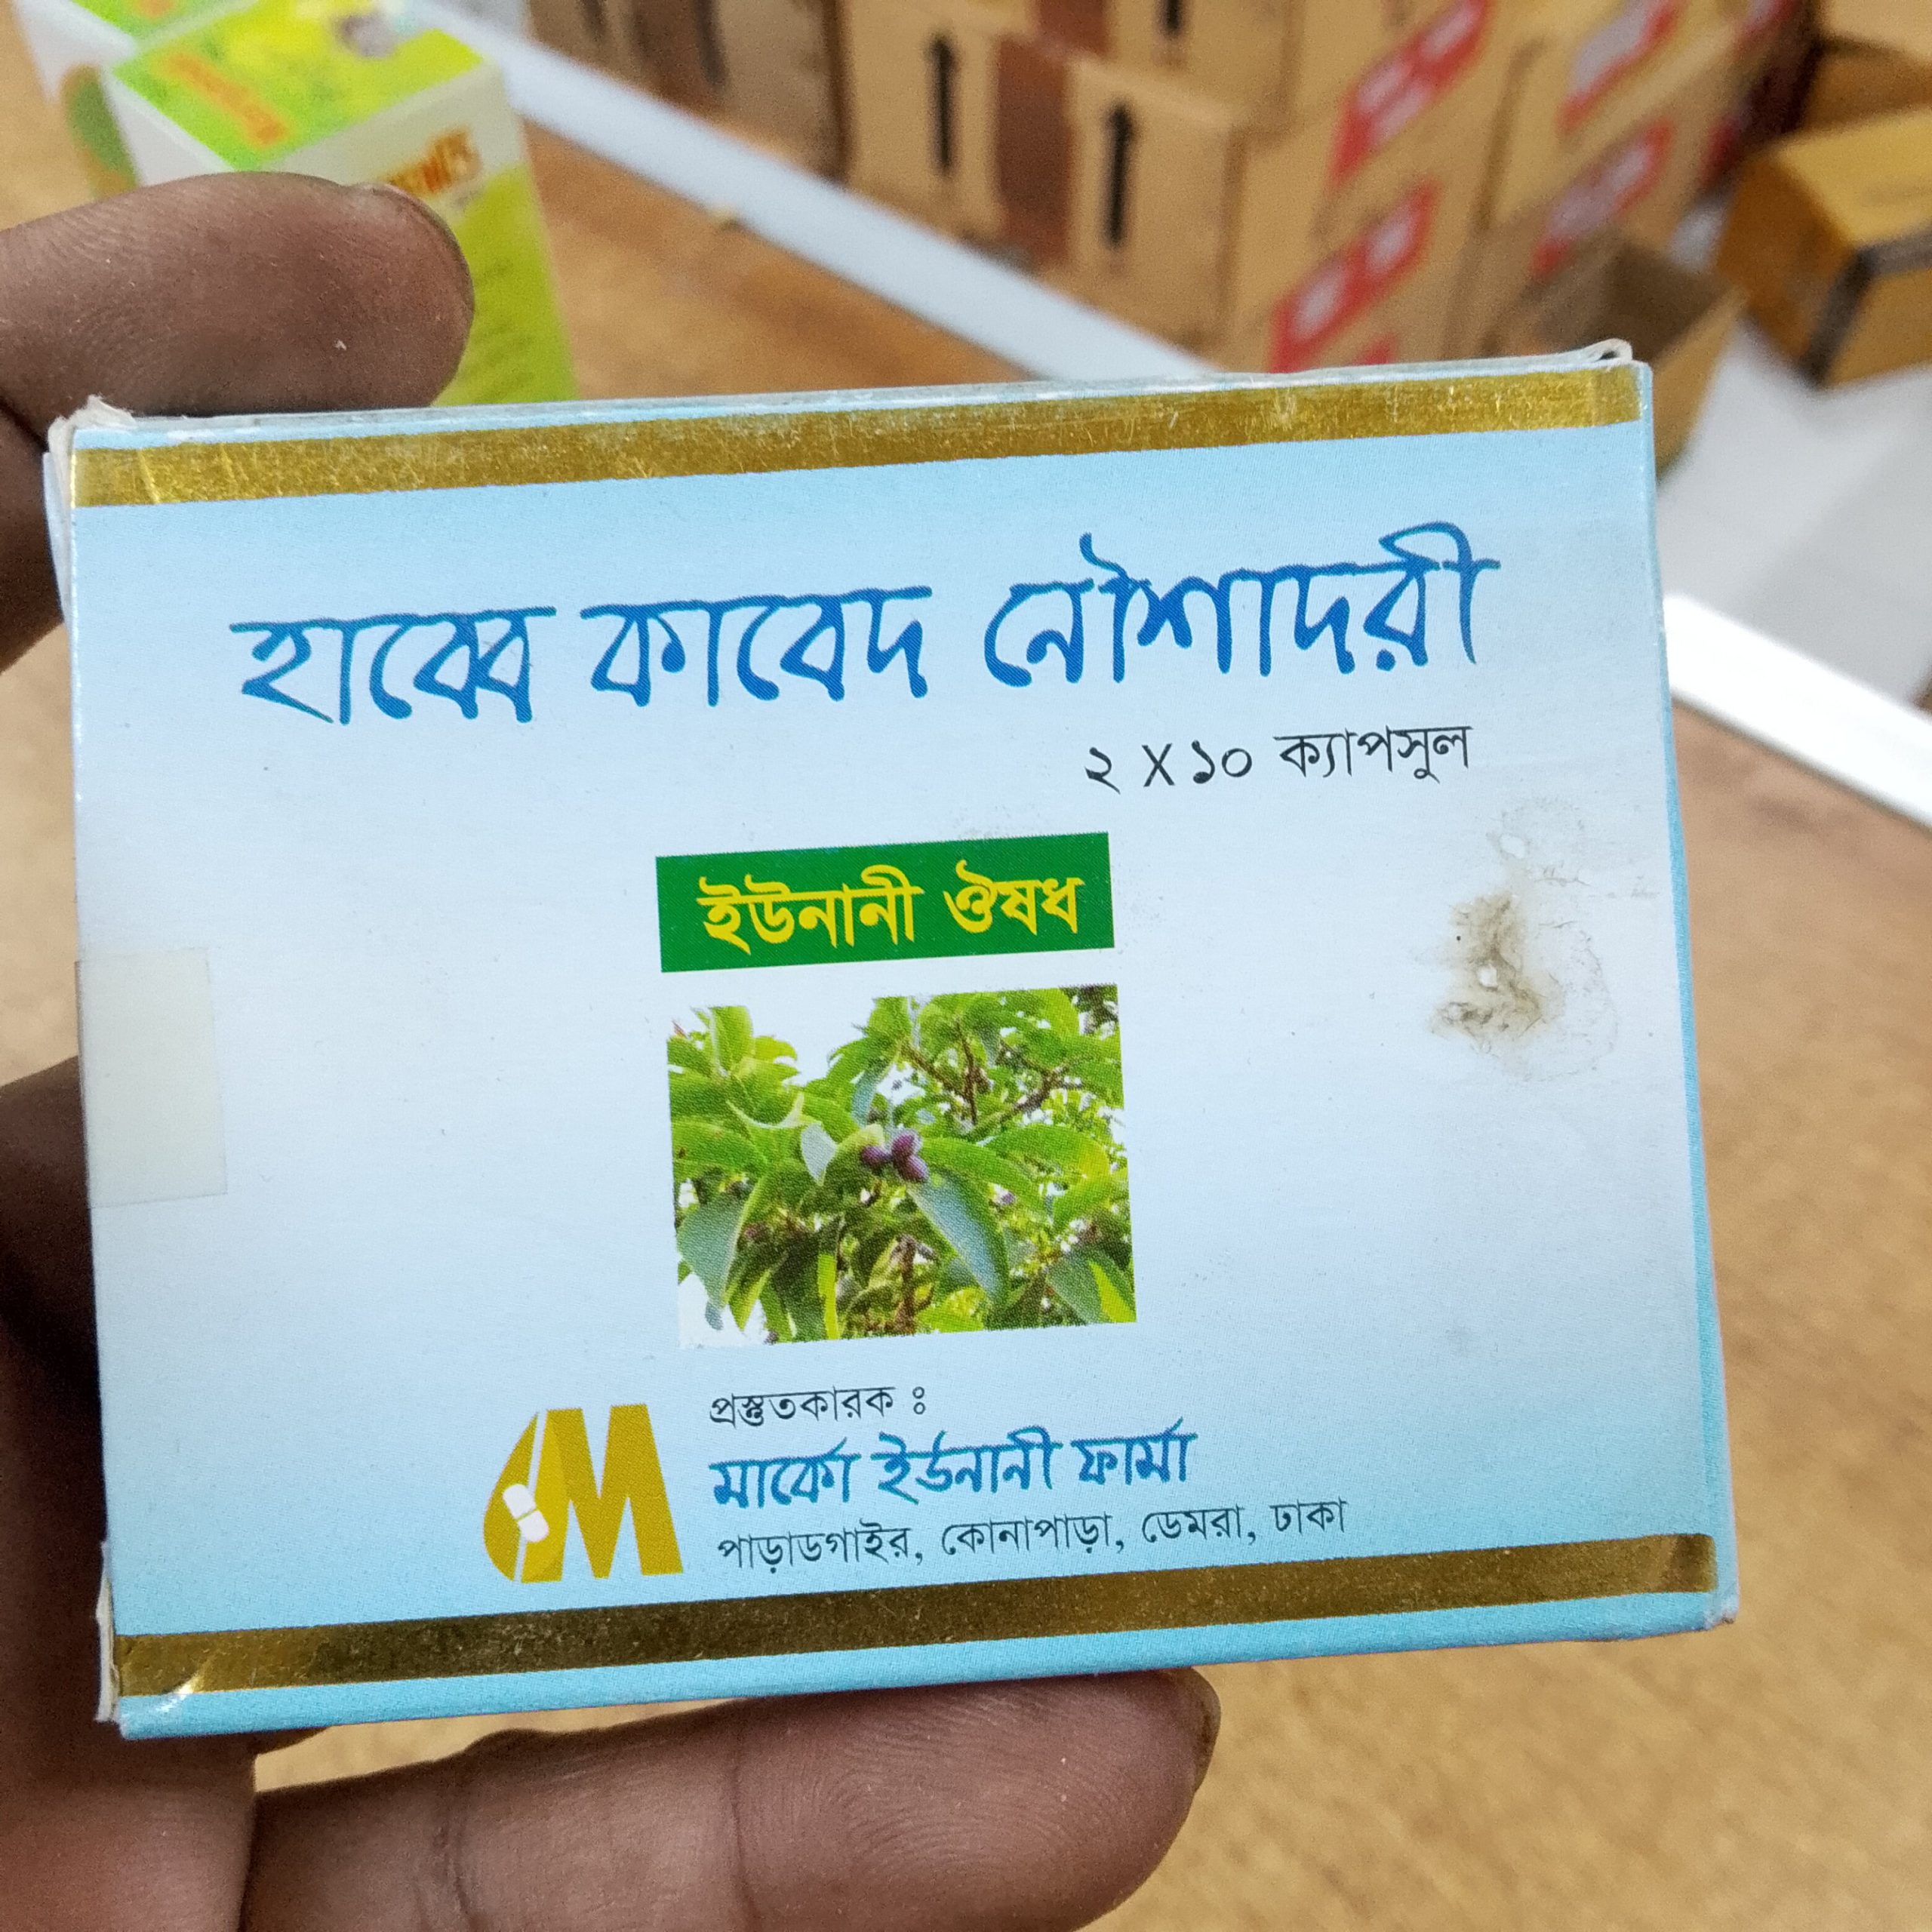 হাব্বে কাবেদ নৌশাদরী
২ X ১০ ক্যাপসুল
ইউনানী ঔষধ
M
প্রস্তুতকারক ঃ
মার্কো ইউনানী ফার্মা
পাড়াডগাইর, কোনাপাড়া, ডেমরা, ঢাকা